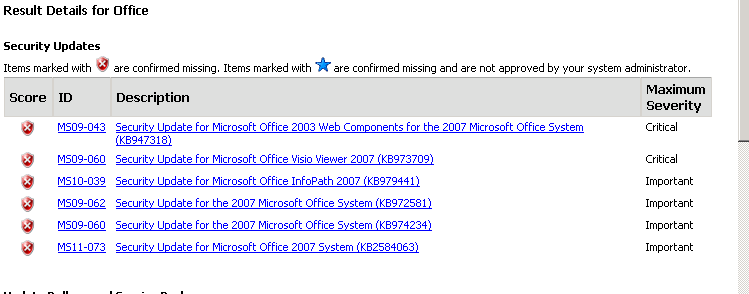 Result Details for Office
Security Updates
Items marked with are confirmed missing. Items marked with are confirmed missing and are not approved by your system administrator.
Score ID Description Maximum
Severity
MS09-043 Security Update for Microsoft Office 2003 Web Components for the 2007 Microsoft Office System Critical
(KB947318)
MS09-060 Security Update for Microsoft Office Visio Viewer 2007 (KB973709) Critical
MS10-039 Security Update for Microsoft Office InfoPath 2007 (KB979441) Important
MS09-062 Security Update for the 2007 Microsoft Office System (KB972581) Important
MS09-060 Security Update for the 2007 Microsoft Office System (KB974234) Important
MS11-073 Security Update for Microsoft Office 2007 System (KB2584063) Important